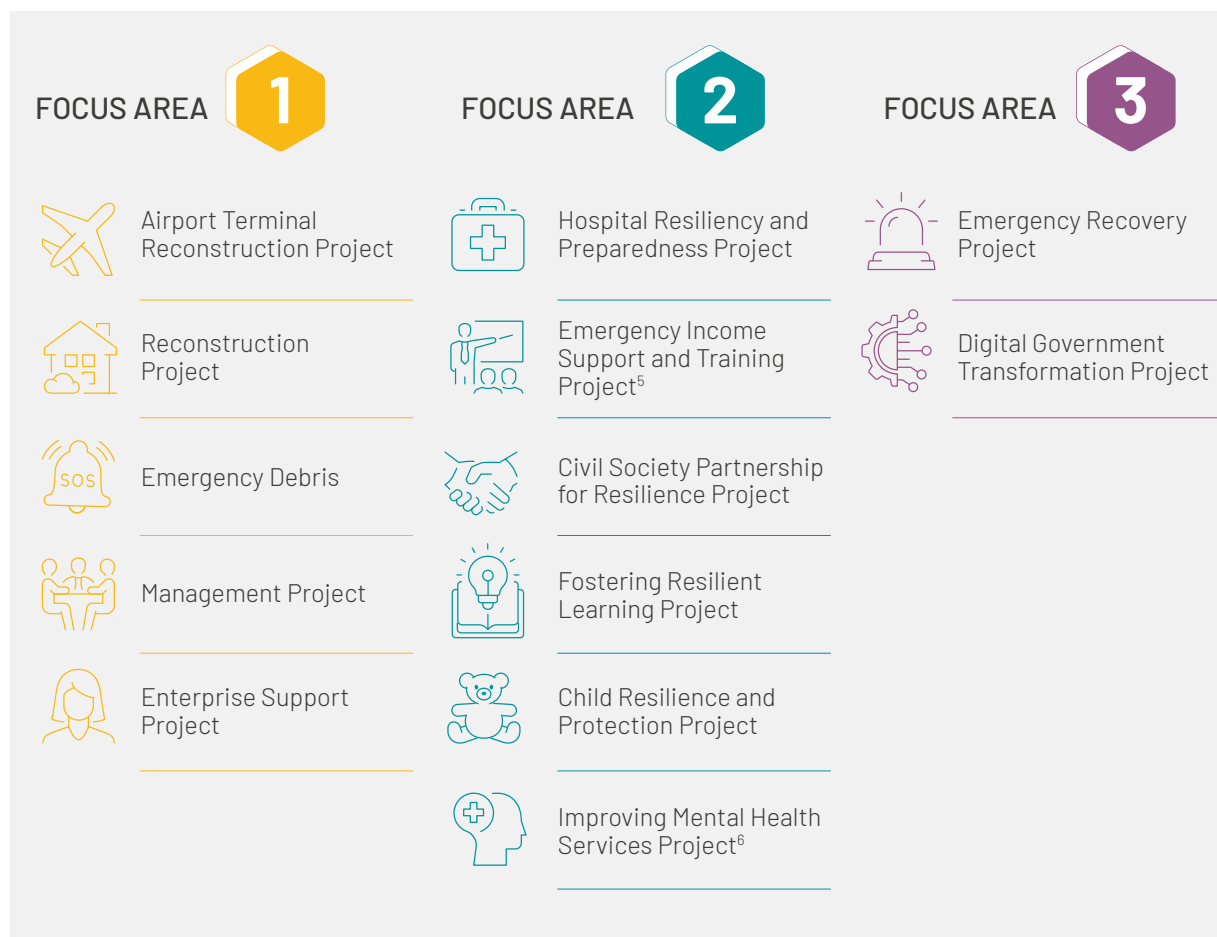 FOCUS AREA 1
Airport Terminal
Reconstruction Project
Reconstruction
Project
SOS
Emergency Debris
Management Project
Enterprise Support
Project
FOCUS AREA 2
Hospital Resiliency and
Preparedness Project
Emergency Income
Support and Training
Project⁵
Civil Society Partnership
for Resilience Project
Fostering Resilient
Learning Project
Child Resilience and
Protection Project
Improving Mental Health
Services Project⁶
FOCUS AREA 3
Emergency Recovery
Project
Digital Government
Transformation Project